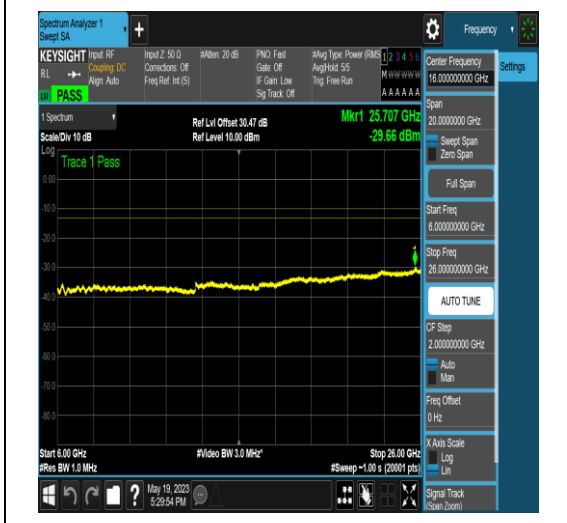 Spectrum Analyzer 1
Swept SA
+
Frequency
KEYSIGHT
RL
PASS
Input: RF
Coupling: DC
Align: Auto
Input Z: 50 Ω
Corrections: Off
Freq Ref: Int (S)
#Atten: 20 dB
PNO: Fast
Gate: Off
IF Gain: Low
Sig Track: Off
#Avg Type: Power (RMS
Avg|Hold: 5/5
Trig: Free Run
1 2 3 4 5 6
M W W W W W
A A A A A A
1 Spectrum
Scale/Div 10 dB
Ref Lvl Offset 30.47 dB
Ref Level 10.00 dBm
Mkr1 25.707 GHz
-29.66 dBm
Log
Trace 1 Pass
0.00
-10.0
-20.0
-30.0
-40.0
-50.0
-60.0
-70.0
-80.0
1
Start 6.00 GHz
#Res BW 1.0 MHz
#Video BW 3.0 MHz*
Stop 26.00 GHz
#Sweep ~1.00 s (20001 pts)
Center Frequency
16.000000000 GHz
Settings
Span
20.0000000 GHz
Swept Span
Zero Span
Full Span
Start Freq
6.000000000 GHz
Stop Freq
26.000000000 GHz
AUTO TUNE
CF Step
2.000000000 GHz
Auto
Man
Freq Offset
0 Hz
X Axis Scale
Log
Lin
Signal Track
(Span Zoom)
?
May 19, 2023
5:29:54 PM